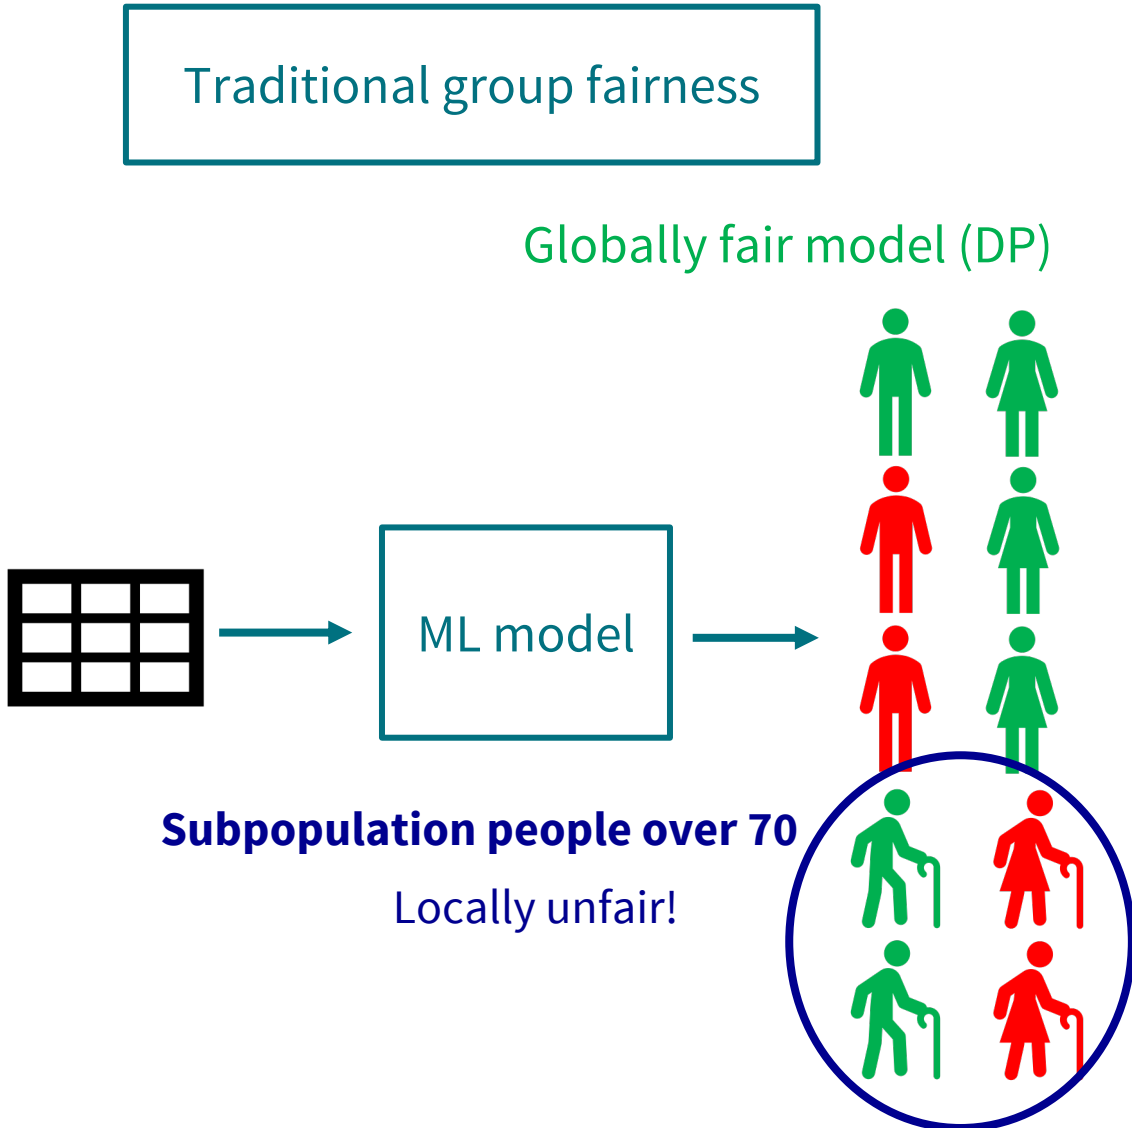 Traditional group fairness
Globally fair model (DP)
ML model
Subpopulation people over 70
Locally unfair!